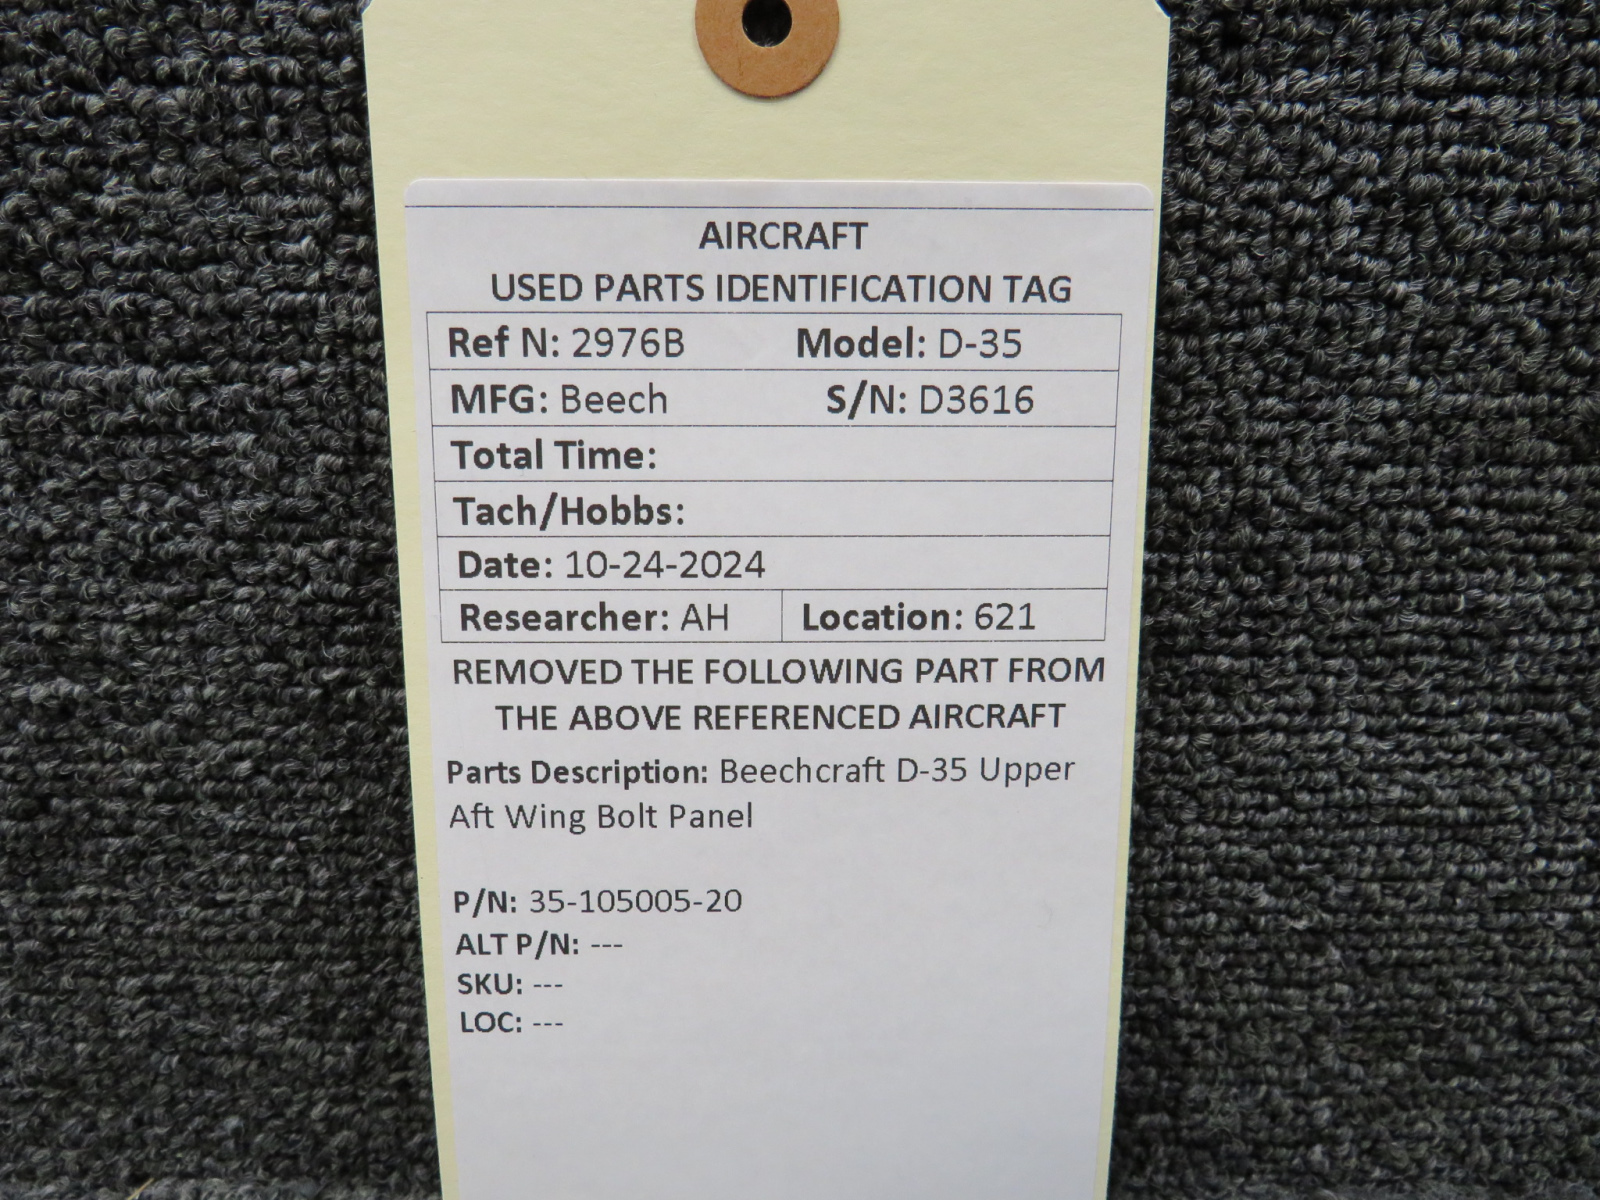 AIRCRAFT
USED PARTS IDENTIFICATION TAG
Ref N: 2976B Model: D-35
MFG: Beech S/N: D3616
Total Time:
Tach/Hobbs:
Date: 10-24-2024
Researcher: AH Location: 621
REMOVED THE FOLLOWING PART FROM
THE ABOVE REFERENCED AIRCRAFT
Parts Description: Beechcraft D-35 Upper
Aft Wing Bolt Panel
P/N: 35-105005-20
ALT P/N: ---
SKU: ---
LOC: ---